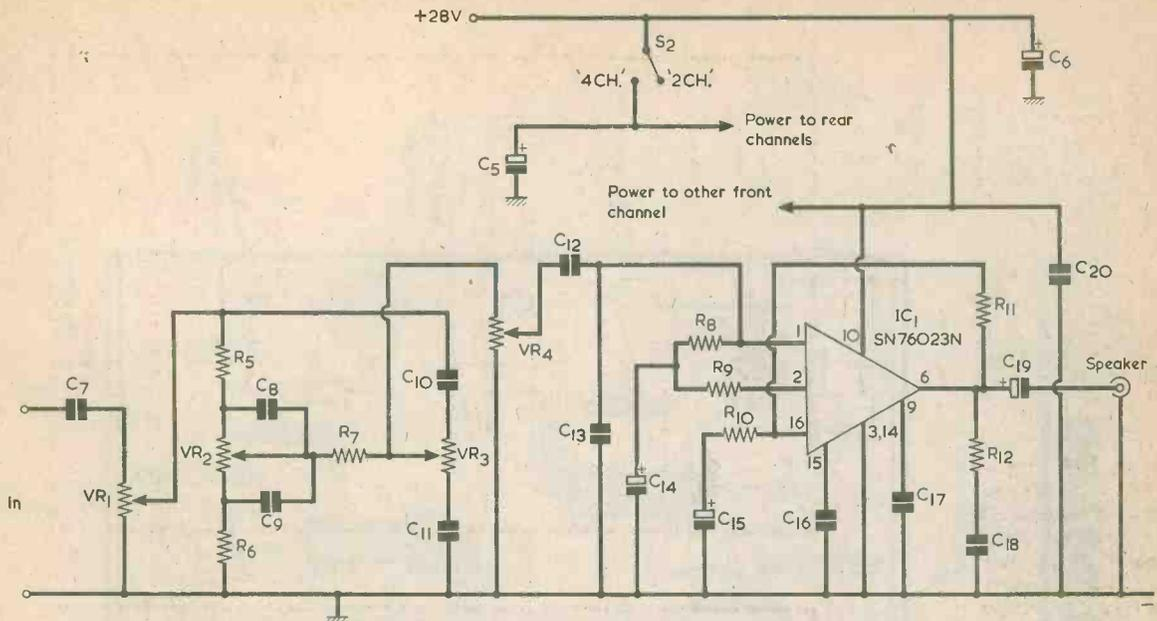 +28V
S2
'4CH.' '2CH.'
C6
C5
Power to rear
channels
Power to other front
channel
C12
C20
R11
IC1
SN76023N
10
R8
1
VR4
R5
C10
C19
Speaker
C7
C8
R9
2
6
R7
R10
9
C13
16
3,14
VR2
VR3
15
R12
In
VR1
C9
C14
C17
C15
C16
R6
C11
C18